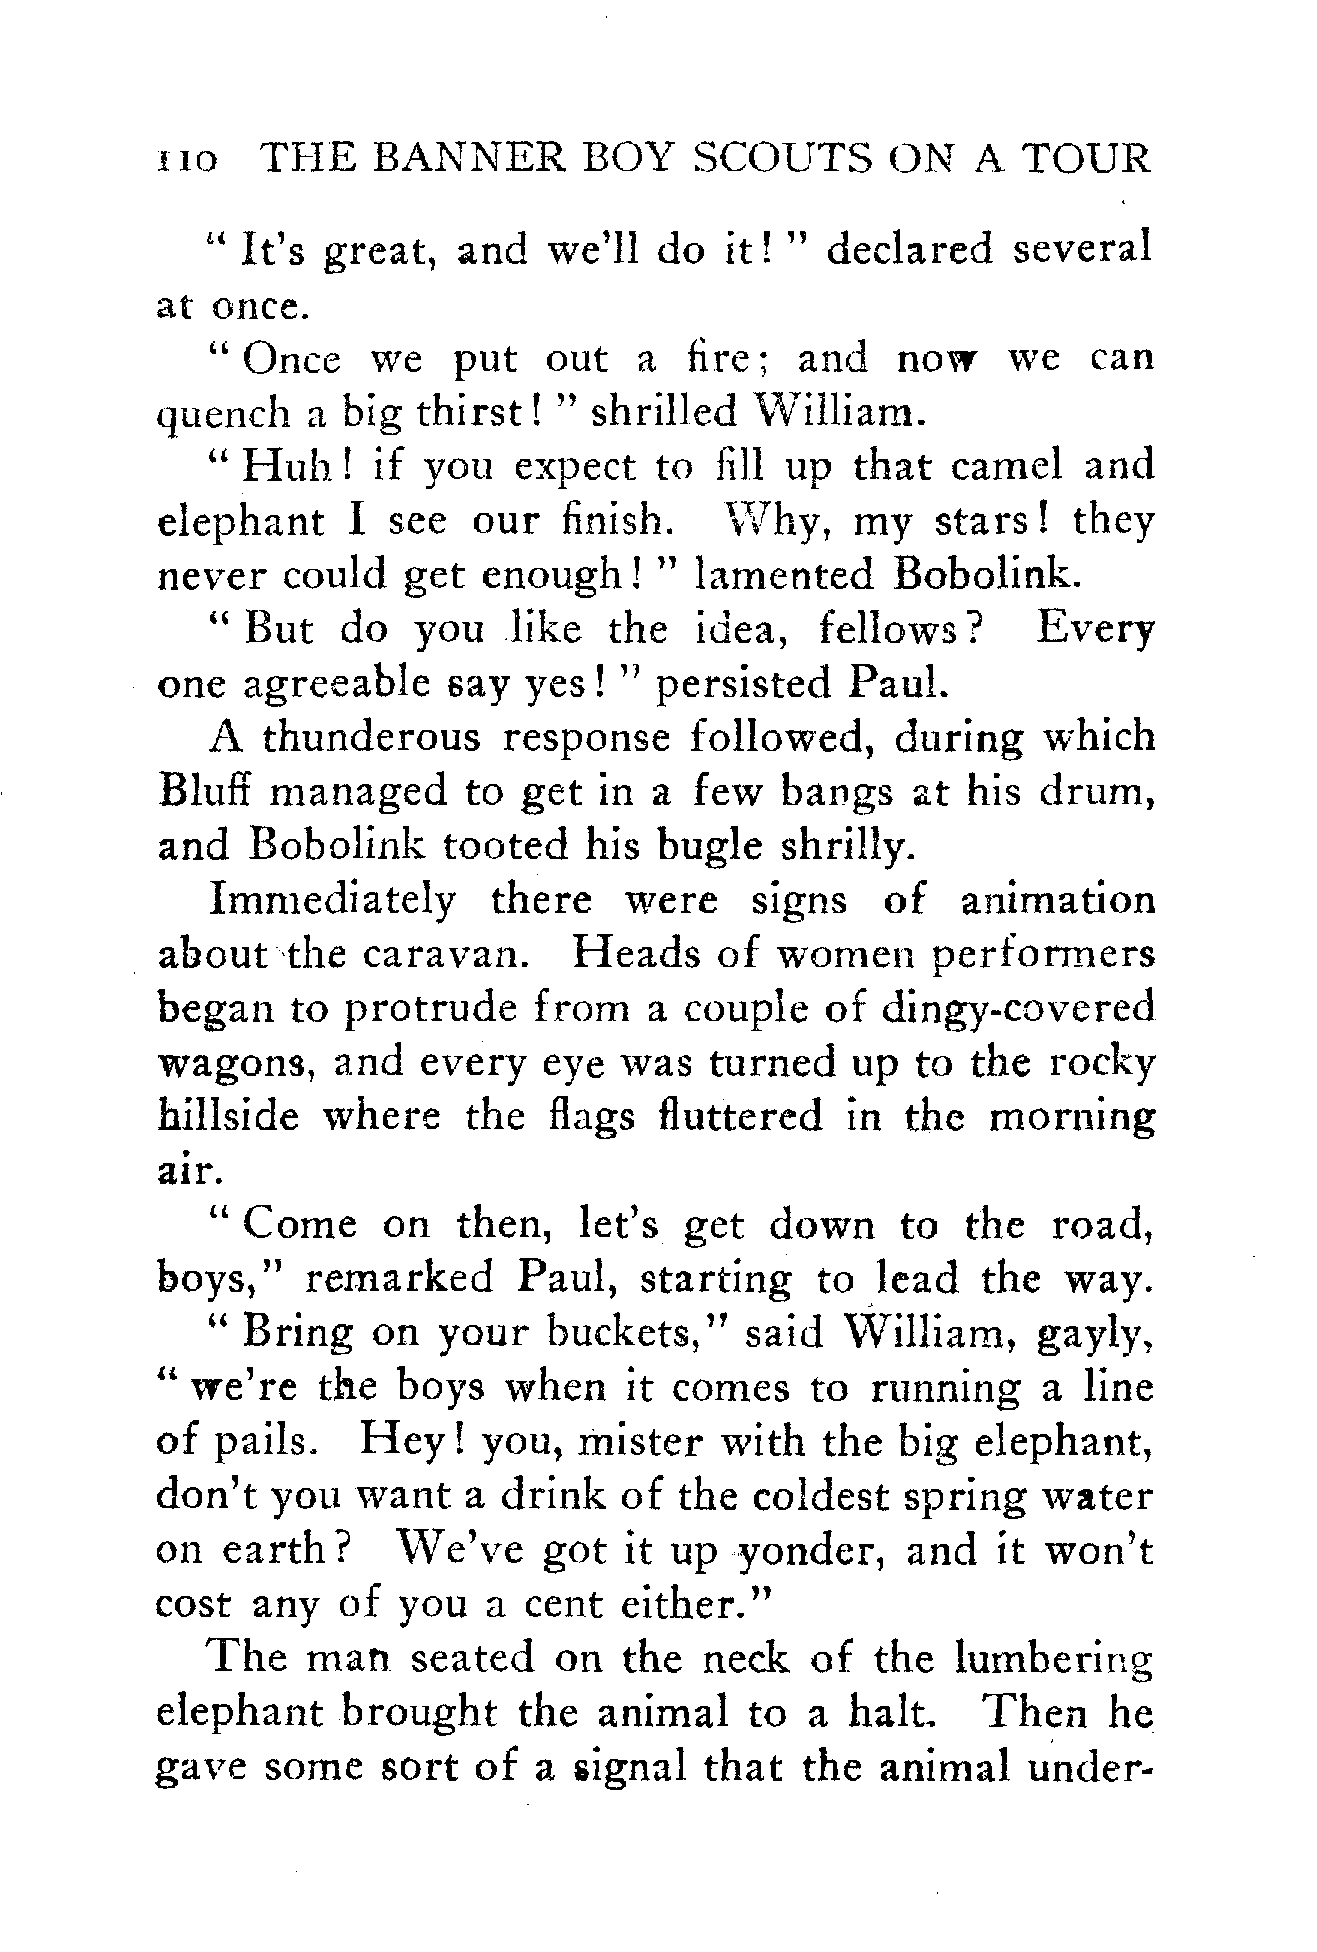 110 THE BANNER BOY SCOUTS ON A TOUR
" It's great, and we'll do it! " declared several
at once.
" Once we put out a fire; and now we can
quench a big thirst! " shrilled William.
" Huh! if you expect to fill up that camel and
elephant I see our finish. Why, my stars! they
never could get enough! " lamented Bobolink.
" But do you like the idea, fellows? Every
one agreeable say yes! " persisted Paul.
A thunderous response followed, during which
Bluff managed to get in a few bangs at his drum,
and Bobolink tooted his bugle shrilly.
Immediately there were signs of animation
about the caravan. Heads of women performers
began to protrude from a couple of dingy-covered
wagons, and every eye was turned up to the rocky
hillside where the flags fluttered in the morning
air.
" Come on then, let's get down to the road,
boys," remarked Paul, starting to lead the way.
" Bring on your buckets," said William, gayly,
" we're the boys when it comes to running a line
of pails. Hey! you, mister with the big elephant,
don't you want a drink of the coldest spring water
on earth? We've got it up yonder, and it won't
cost any of you a cent either."
The man seated on the neck of the lumbering
elephant brought the animal to a halt. Then he
gave some sort of a signal that the animal under-